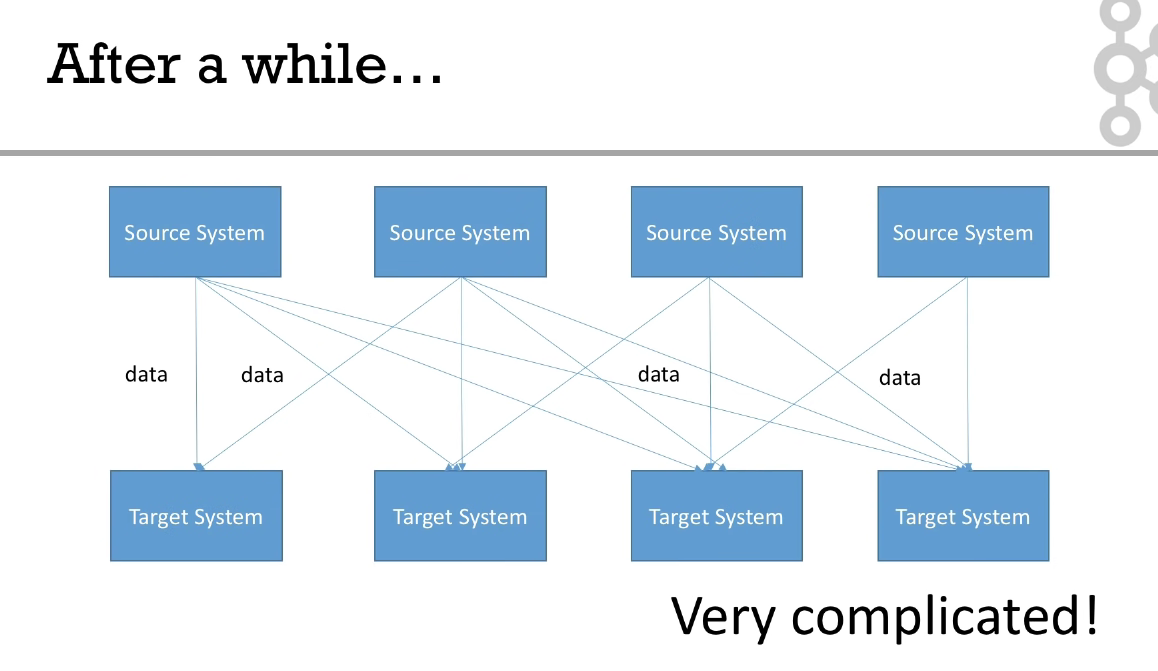 After a while…
Source System
Source System
Source System
Source System
data
data
data
data
Target System
Target System
Target System
Target System
Very complicated!